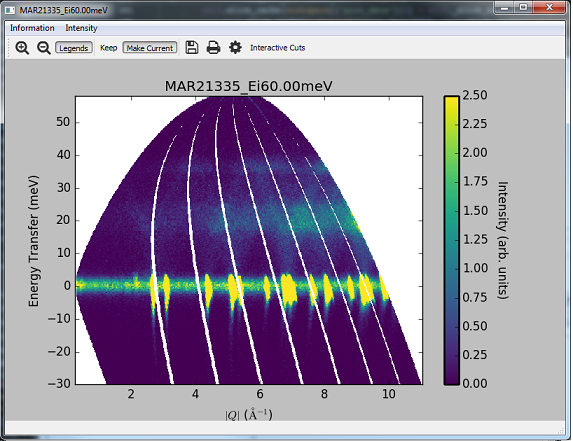 MAR21335_Ei60.00meV
Information Intensity
Legends Keep Make Current Interactive Cuts
MAR21335_Ei60.00meV
Energy Transfer (meV)
50
40
30
20
10
0
−10
−20
−30
2 4 6 8 10
|Q| (Å⁻¹)
2.50
2.25
2.00
1.75
1.50
1.25
1.00
0.75
0.50
0.25
0.00
Intensity (arb. units)